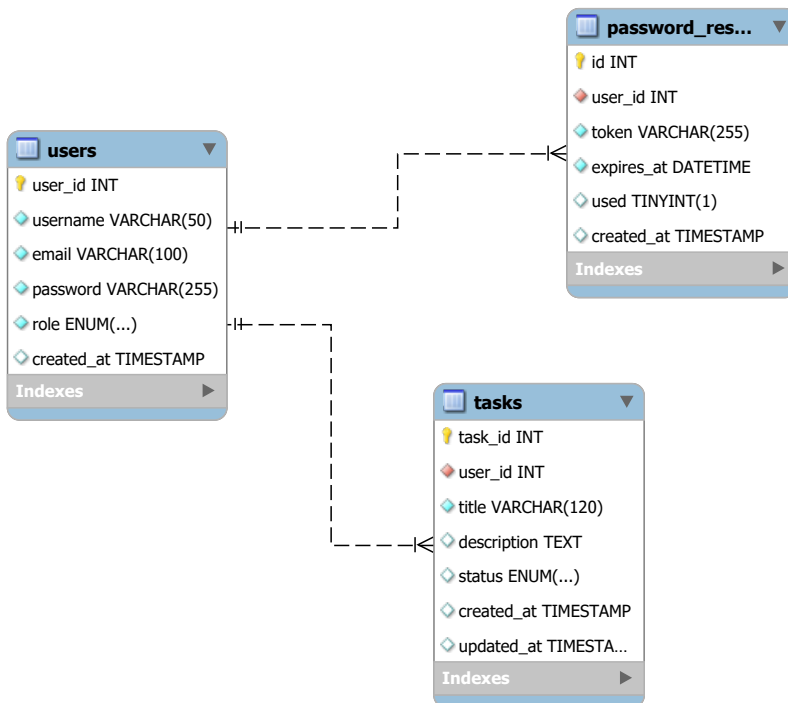 password_res...
id INT
user_id INT
token VARCHAR(255)
expires_at DATETIME
used TINYINT(1)
created_at TIMESTAMP
Indexes
users
user_id INT
username VARCHAR(50)
email VARCHAR(100)
password VARCHAR(255)
role ENUM(...)
created_at TIMESTAMP
Indexes
tasks
task_id INT
user_id INT
title VARCHAR(120)
description TEXT
status ENUM(...)
created_at TIMESTAMP
updated_at TIMESTA...
Indexes